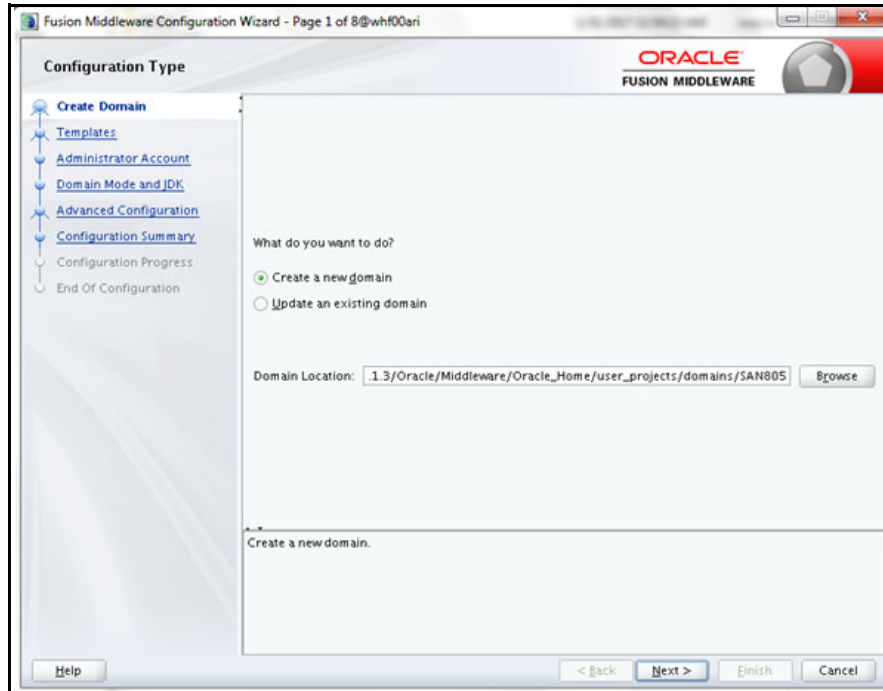 Fusion Middleware Configuration Wizard - Page 1 of 8@whf00ari
Configuration Type
ORACLE
FUSION MIDDLEWARE
Create Domain
Templates
Administrator Account
Domain Mode and JDK
Advanced Configuration
Configuration Summary
Configuration Progress
End Of Configuration
What do you want to do?
Create a new domain
Update an existing domain
Domain Location: .1.3/Oracle/Middleware/Oracle_Home/user_projects/domains/SAN805 Browse
Create a new domain.
Help < Back Next > Finish Cancel